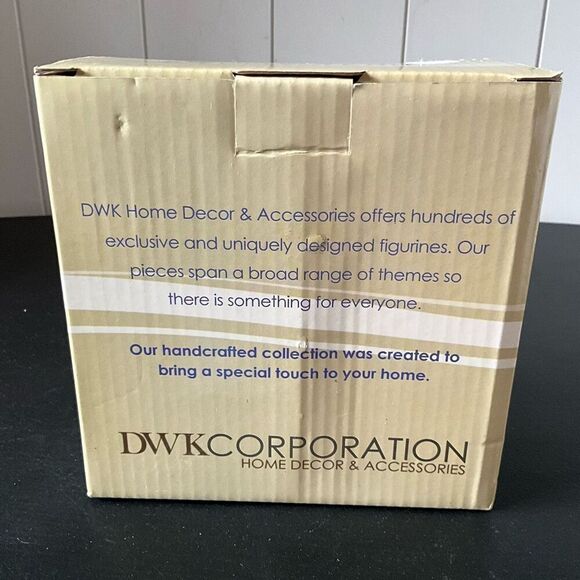 DWK Home Decor & Accessories offers hundreds of
exclusive and uniquely designed figurines. Our
pieces span a broad range of themes so
there is something for everyone.
Our handcrafted collection was created to
bring a special touch to your home.
DWKCORPORATION
HOME DECOR & ACCESSORIES